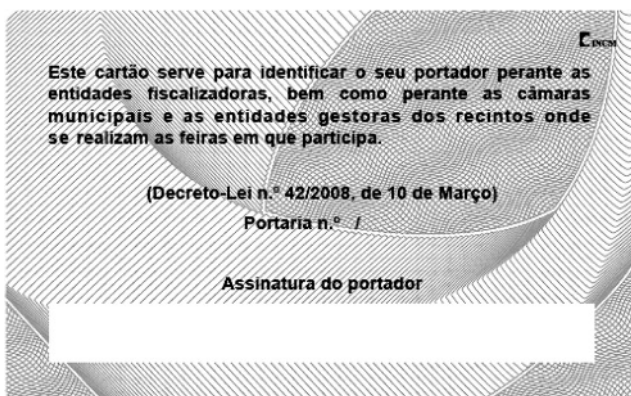 INCM
Este cartão serve para identificar o seu portador perante as
entidades fiscalizadoras, bem como perante as câmaras
municipais e as entidades gestoras dos recintos onde
se realizam as feiras em que participa.
(Decreto-Lei n.º 42/2008, de 10 de Março)
Portaria n.º /
Assinatura do portador